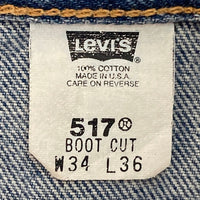 LEVI'S
100% COTTON
MADE IN U.S.A.
CARE ON REVERSE
517®
BOOT CUT
W34 L36